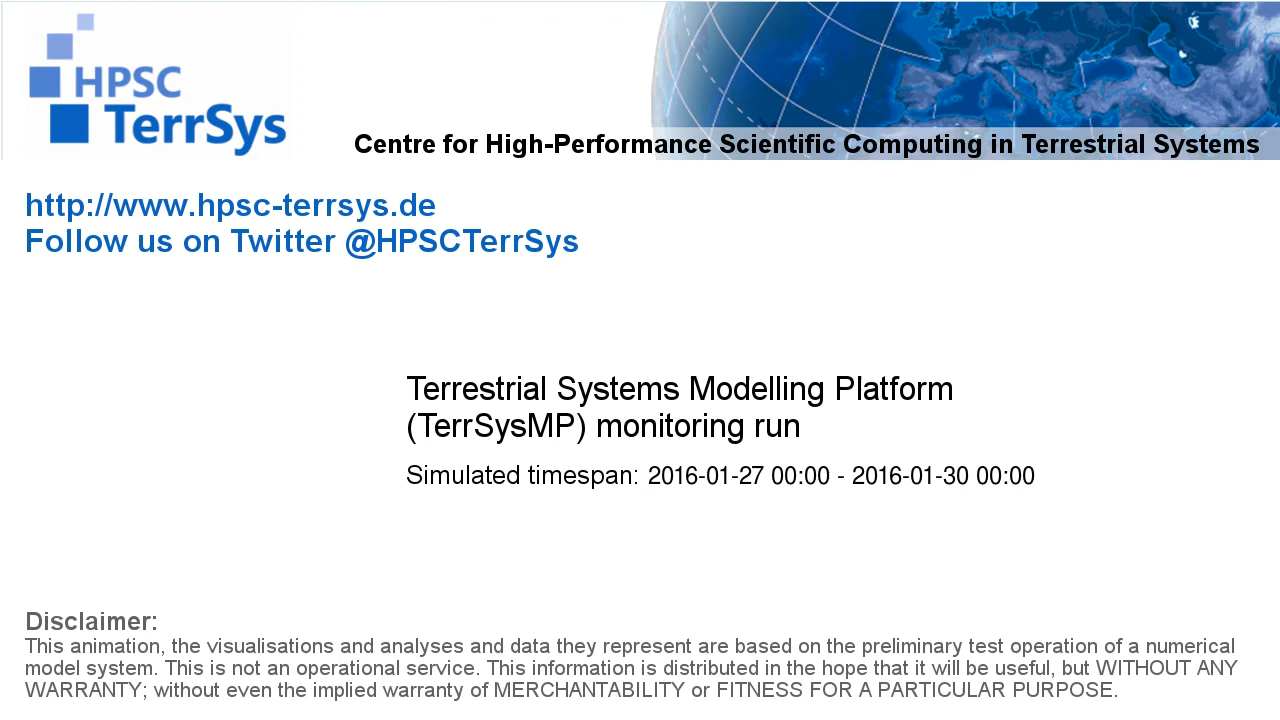 HPSC
TerrSys
Centre for High-Performance Scientific Computing in Terrestrial Systems
http://www.hpsc-terrsys.de
Follow us on Twitter @HPSCTerrSys
Terrestrial Systems Modelling Platform
(TerrSysMP) monitoring run
Simulated timespan: 2016-01-27 00:00 - 2016-01-30 00:00
Disclaimer:
This animation, the visualisations and analyses and data they represent are based on the preliminary test operation of a numerical
model system. This is not an operational service. This information is distributed in the hope that it will be useful, but WITHOUT ANY
WARRANTY; without even the implied warranty of MERCHANTABILITY or FITNESS FOR A PARTICULAR PURPOSE.